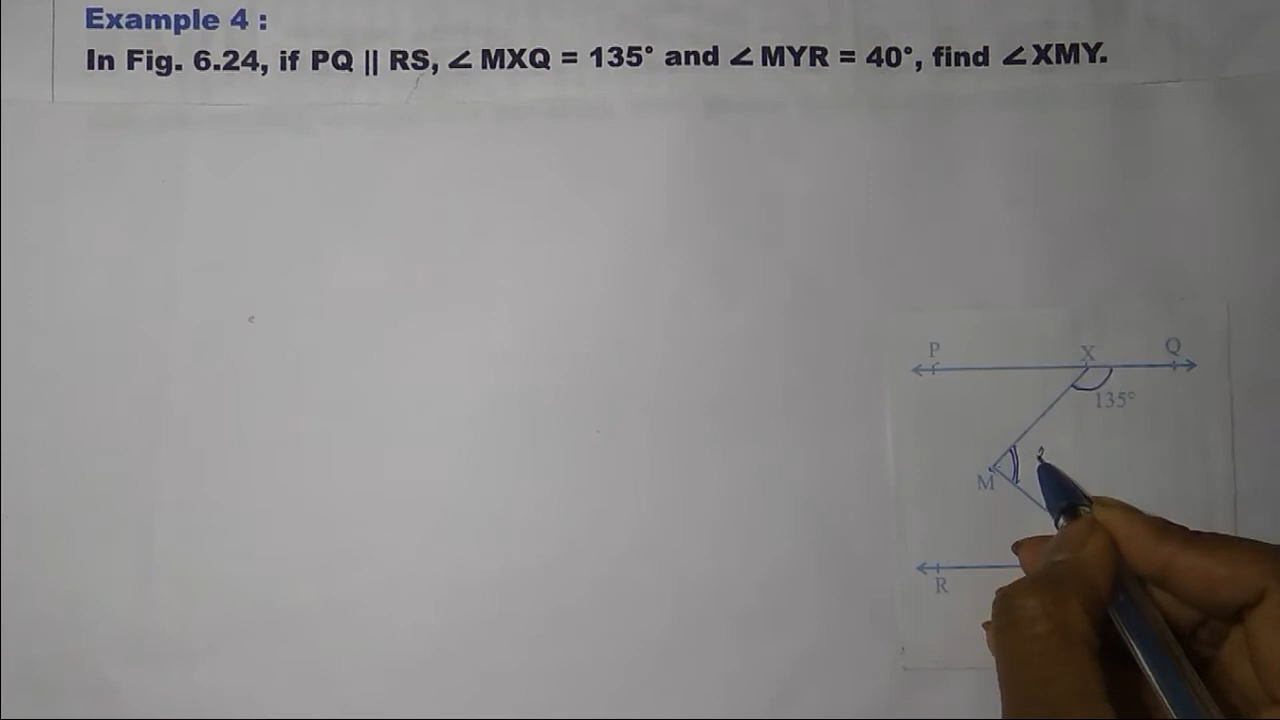 Example 4 :
In Fig. 6.24, if PQ || RS, ∠ MXQ = 135° and ∠ MYR = 40°, find ∠ XMY.
P X Q
135°
M
R